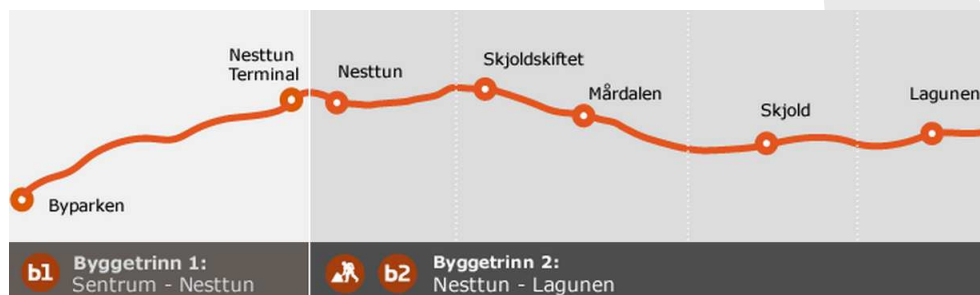 Nesttun
Terminal
Nesttun
Skjoldskiftet
Mårdalen
Skjold
Lagunen
Byparken
b1
Byggetrinn 1:
Sentrum - Nesttun
b2
Byggetrinn 2:
Nesttun - Lagunen